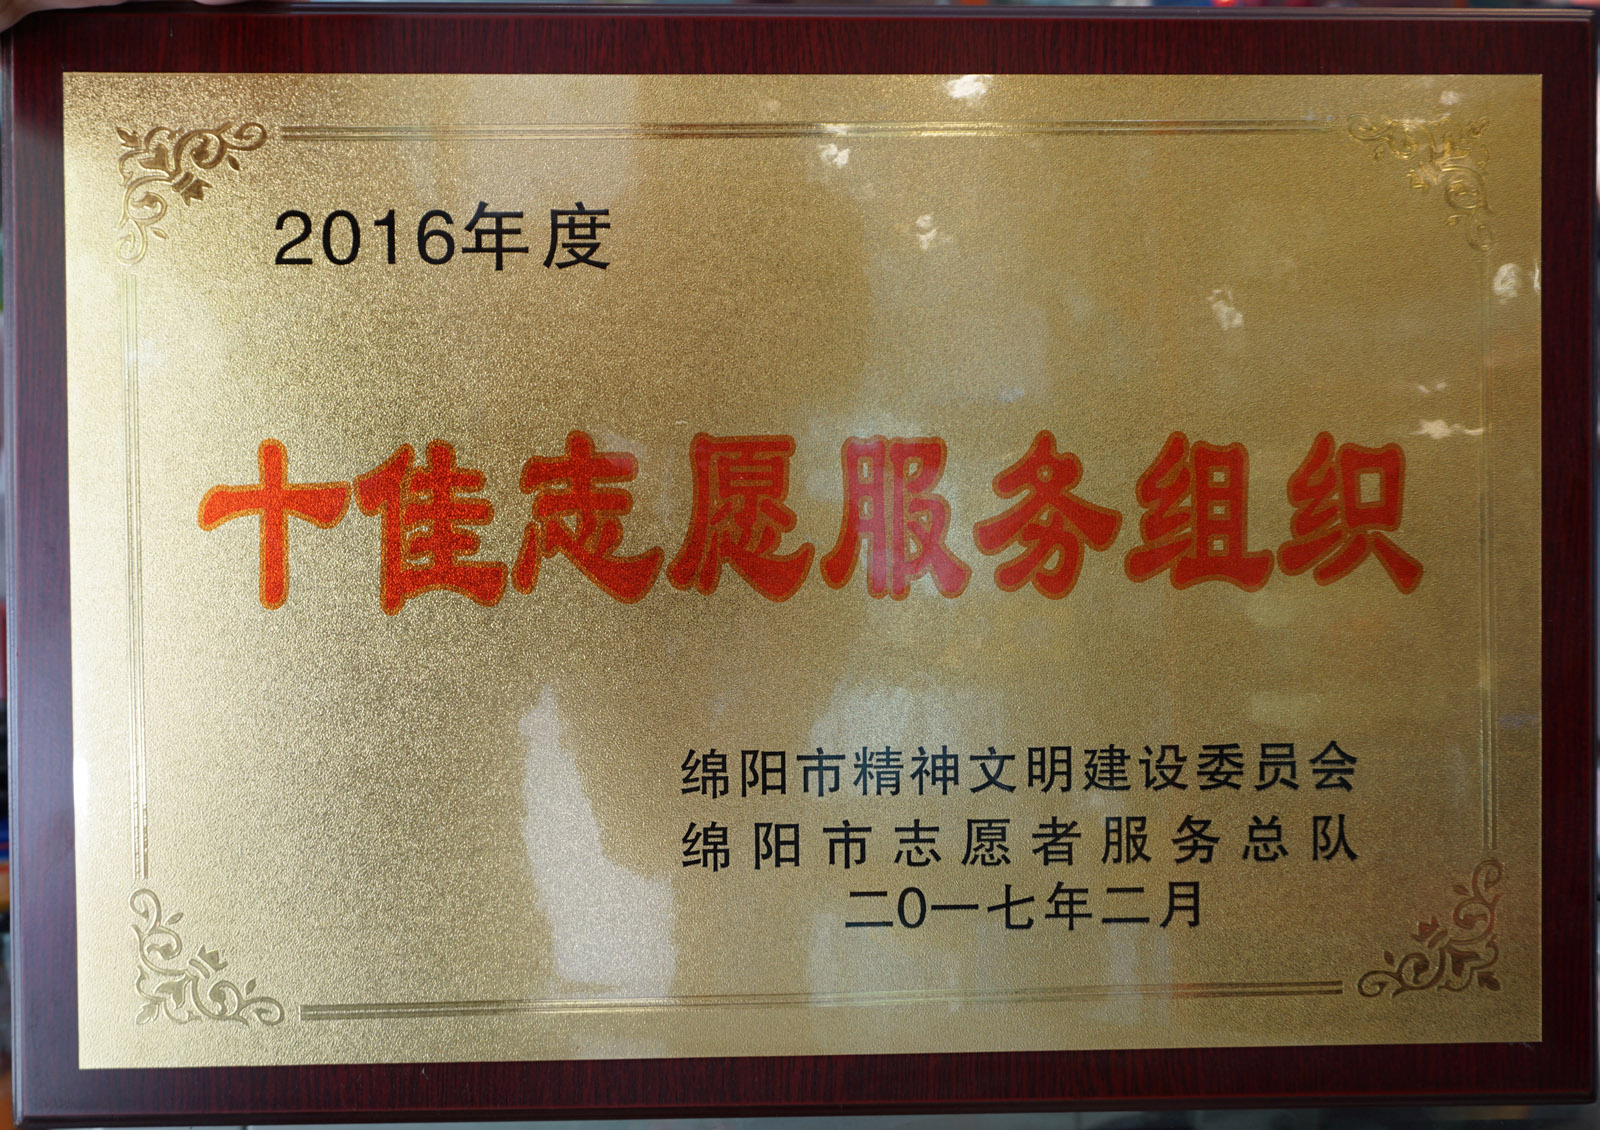 2016年度
十佳志愿服务组织
绵阳市精神文明建设委员会
绵阳市志愿者服务总队
二0一七年二月